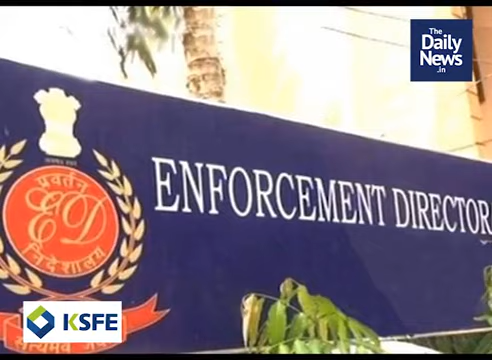 The
Daily
News
.in
ENFORCEMENT DIRECTOR
प्रवर्तन
ED
निदेशालय
KSFE